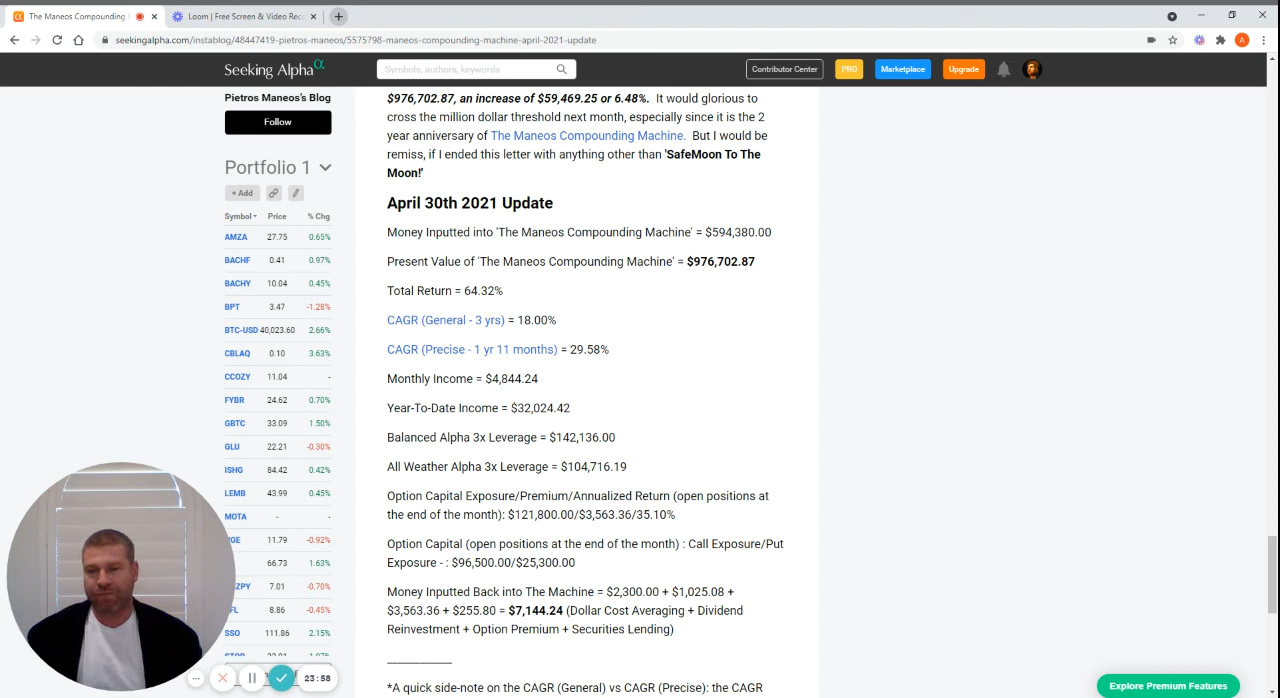 The Maneos Compounding
Loom | Free Screen & Video Rec
seekingalpha.com/instablog/48447419-pietros-maneos/5575798-maneos-compounding-machine-april-2021-update
A
Seeking Alpha α
Symbols, authors, keywords
Contributor Center
PRO
Marketplace
Upgrade
Pietros Maneos's Blog
Follow
Portfolio 1
+ Add
Symbol Price % Chg
AMZA 27.75 0.65%
BACHF 0.41 0.97%
BACHY 10.04 0.45%
BPT 3.47 -1.28%
BTC-USD 40,023.60 2.66%
CBLAQ 0.10 3.63%
CCOZY 11.04 -
FYBR 24.62 0.70%
GBTC 33.09 1.50%
GLU 22.21 -0.30%
ISHG 84.42 0.42%
LEMB 43.99 0.45%
MOTA - -
11.79 -0.92%
66.73 1.63%
7.01 -0.70%
8.86 -0.45%
SSO 111.86 2.15%
23:58
$976,702.87, an increase of $59,469.25 or 6.48%. It would glorious to
cross the million dollar threshold next month, especially since it is the 2
year anniversary of The Maneos Compounding Machine. But I would be
remiss, if I ended this letter with anything other than 'SafeMoon To The
Moon!'
April 30th 2021 Update
Money Inputted into 'The Maneos Compounding Machine' = $594,380.00
Present Value of 'The Maneos Compounding Machine' = $976,702.87
Total Return = 64.32%
CAGR (General - 3 yrs) = 18.00%
CAGR (Precise - 1 yr 11 months) = 29.58%
Monthly Income = $4,844.24
Year-To-Date Income = $32,024.42
Balanced Alpha 3x Leverage = $142,136.00
All Weather Alpha 3x Leverage = $104,716.19
Option Capital Exposure/Premium/Annualized Return (open positions at
the end of the month): $121,800.00/$3,563.36/35.10%
Option Capital (open positions at the end of the month) : Call Exposure/Put
Exposure - : $96,500.00/$25,300.00
Money Inputted Back into The Machine = $2,300.00 + $1,025.08 +
$3,563.36 + $255.80 = $7,144.24 (Dollar Cost Averaging + Dividend
Reinvestment + Option Premium + Securities Lending)
____________
*A quick side-note on the CAGR (General) vs CAGR (Precise): the CAGR
Explore Premium Features